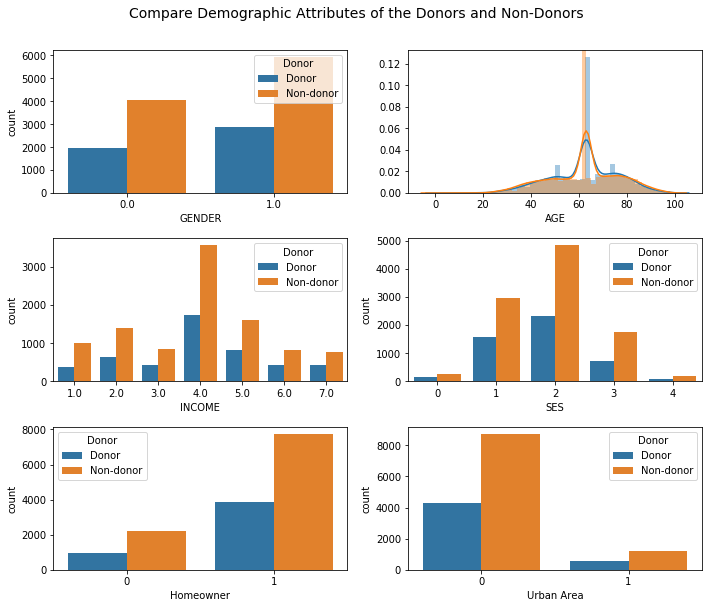 Compare Demographic Attributes of the Donors and Non-Donors
6000
5000
4000
3000
2000
1000
0
count
0.0
1.0
GENDER
Donor
Donor
Non-donor
0.12
0.10
0.08
0.06
0.04
0.02
0.00
0
20
40
60
80
100
AGE
3000
2000
1000
0
count
1.0
2.0
3.0
4.0
5.0
6.0
7.0
INCOME
Donor
Donor
Non-donor
5000
4000
3000
2000
1000
0
count
0
1
2
3
4
SES
Donor
Donor
Non-donor
8000
6000
4000
2000
0
count
0
1
Homeowner
Donor
Donor
Non-donor
8000
6000
4000
2000
0
count
0
1
Urban Area
Donor
Donor
Non-donor